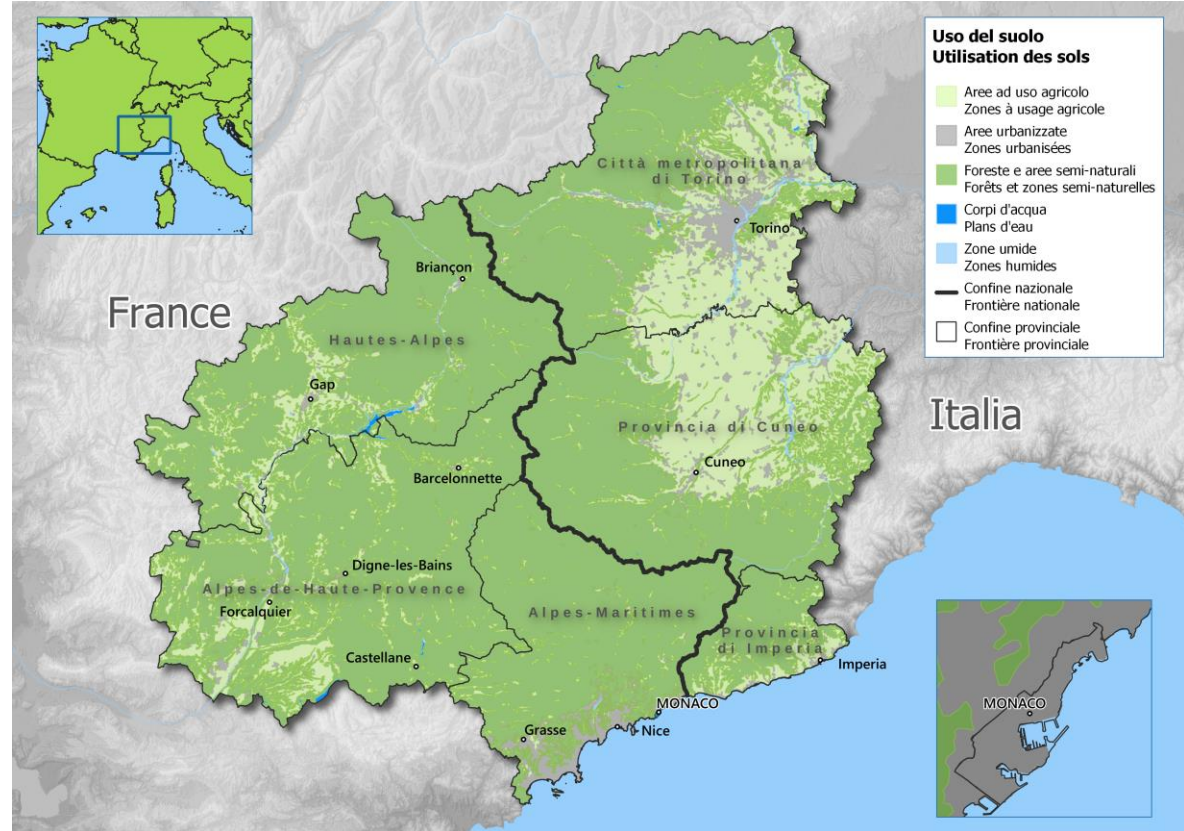 Uso del suolo
Utilisation des sols
Aree ad uso agricolo
Zones à usage agricole
Aree urbanizzate
Zones urbanisées
Foreste e aree semi-naturali
Forêts et zones semi-naturelles
Corpi d'acqua
Plans d'eau
Zone umide
Zones humides
Confine nazionale
Frontière nationale
Confine provinciale
Frontière provinciale
Città metropolitana
di Torino
Torino
Briançon
France
Hautes-Alpes
Gap
Italia
Provincia di Cuneo
Cuneo
Barcelonnette
Digne-les-Bains
Alpes-de-Haute-Provence
Forcalquier
Alpes-Maritimes
Provincia
di Imperia
Imperia
Castellane
MONACO
Nice
Grasse
MONACO